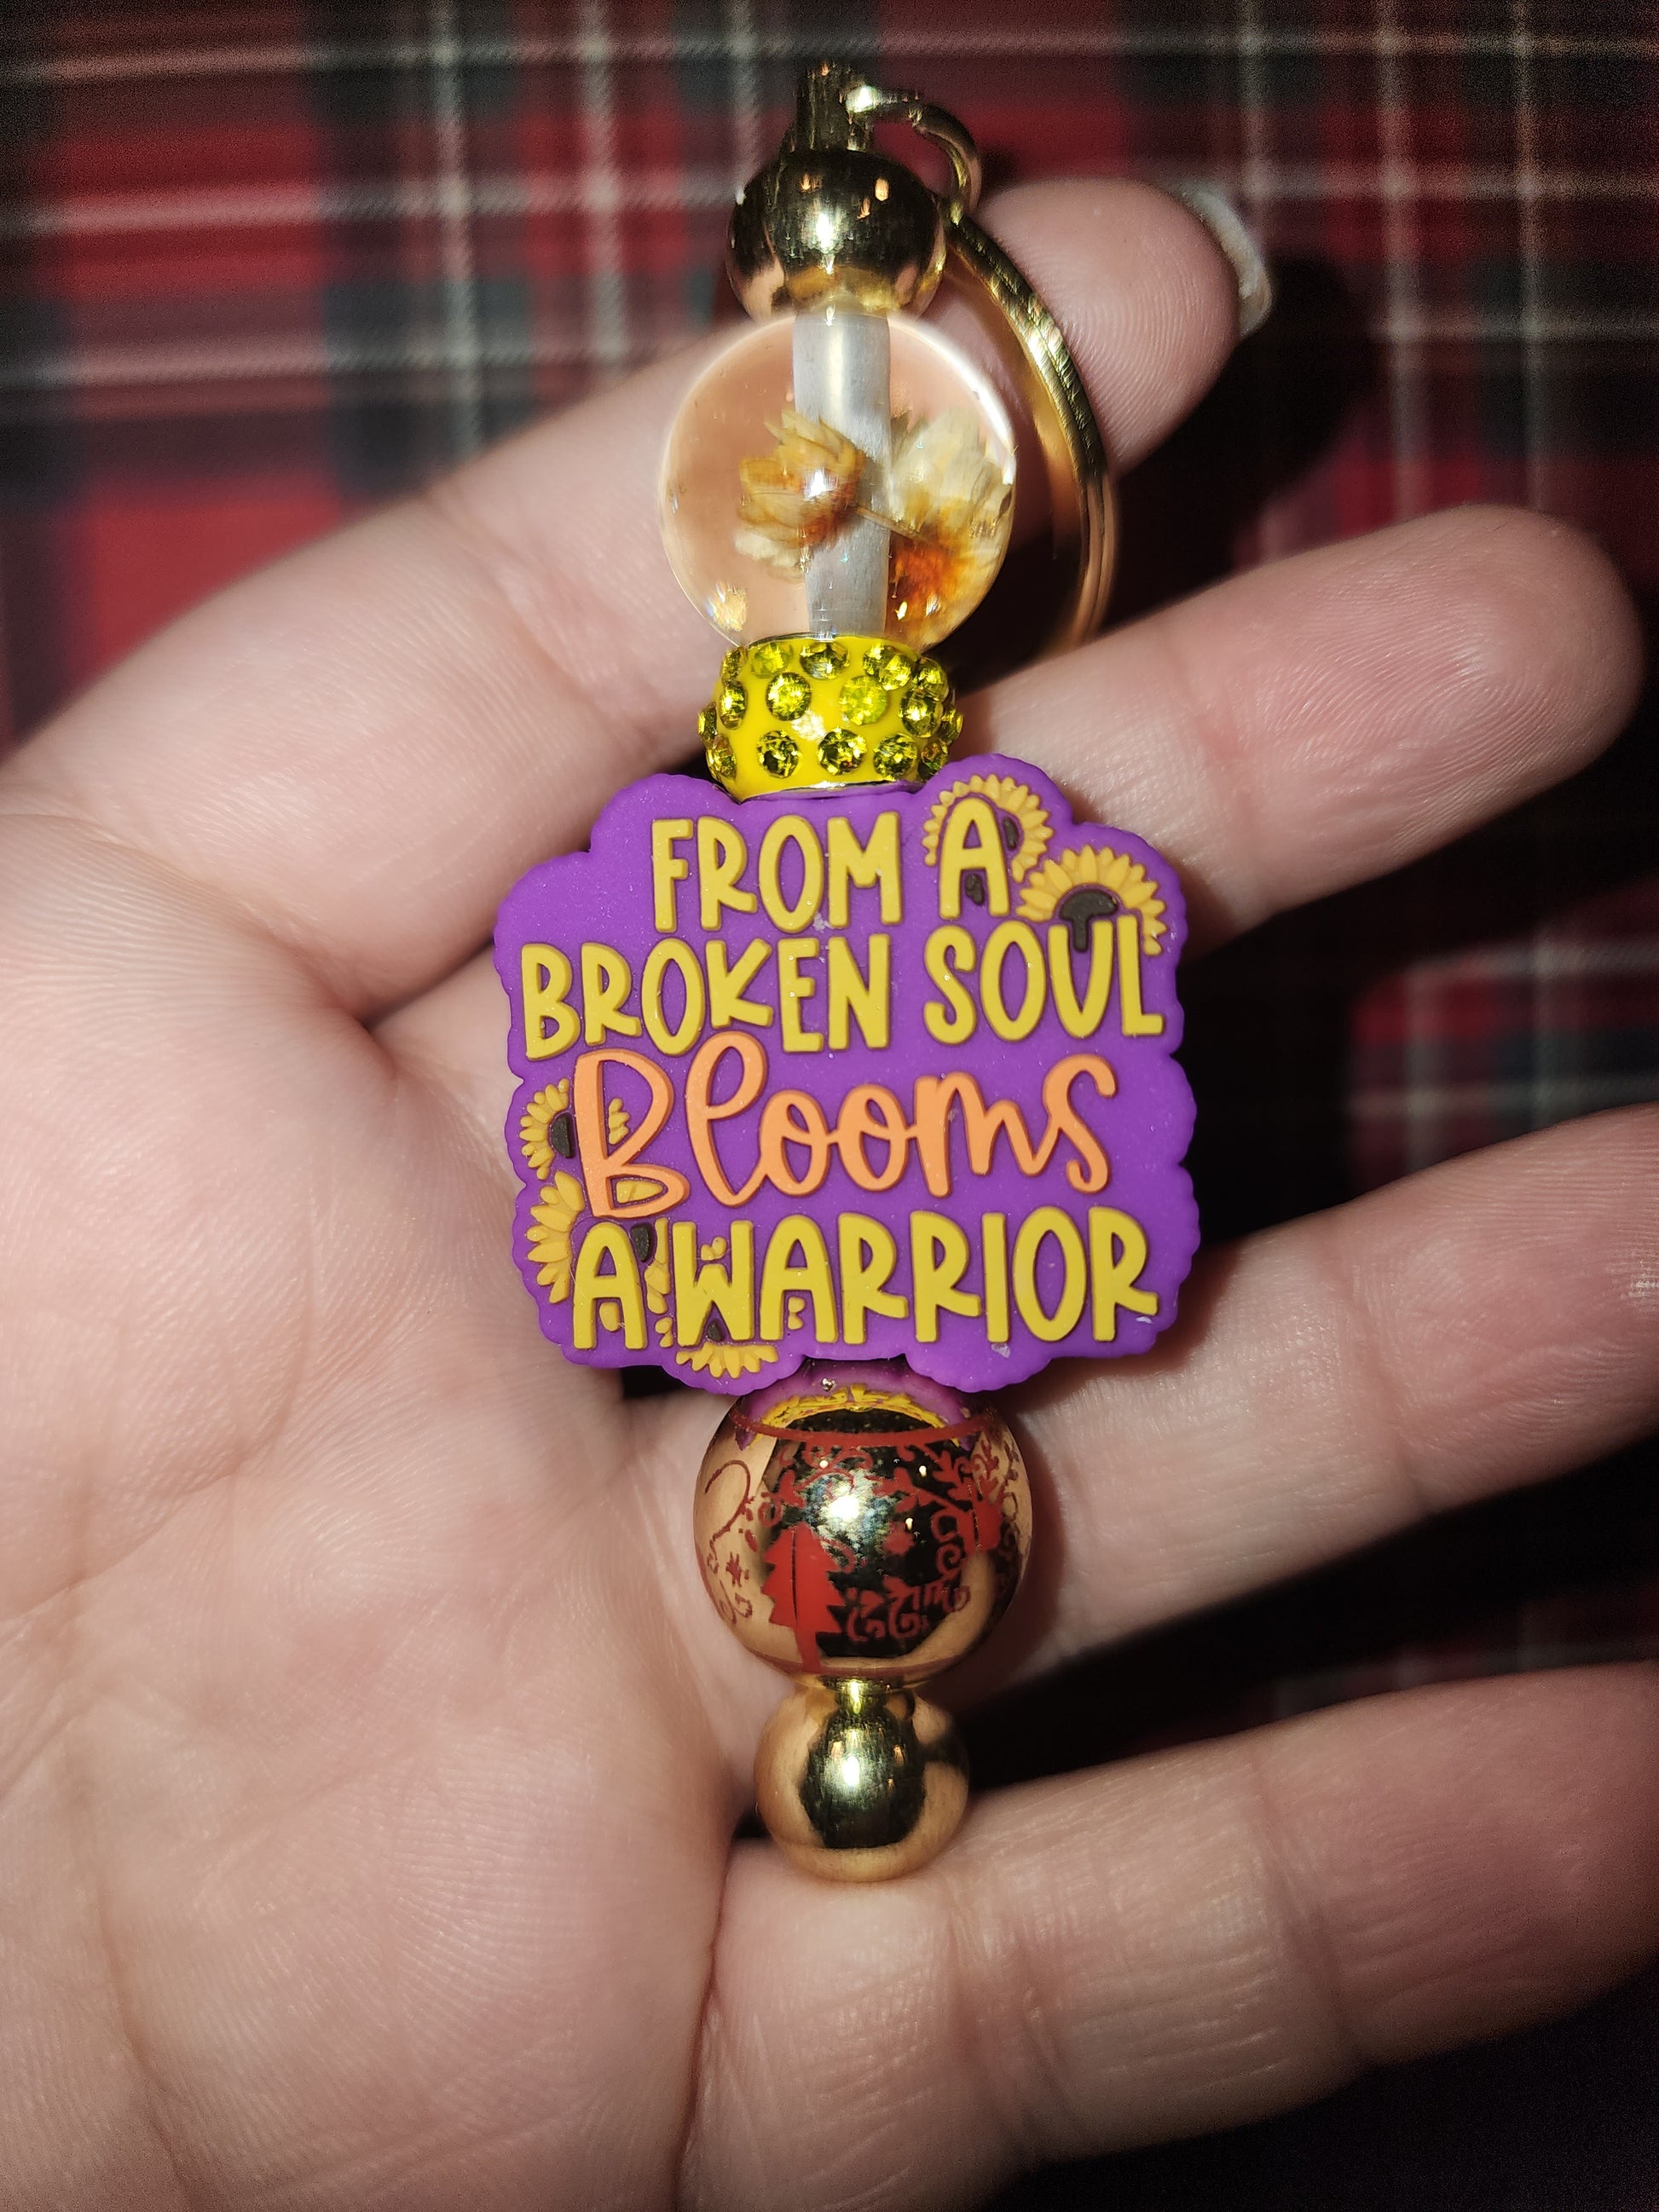 FROM A
BROKEN SOUL
Blooms
A WARRIOR